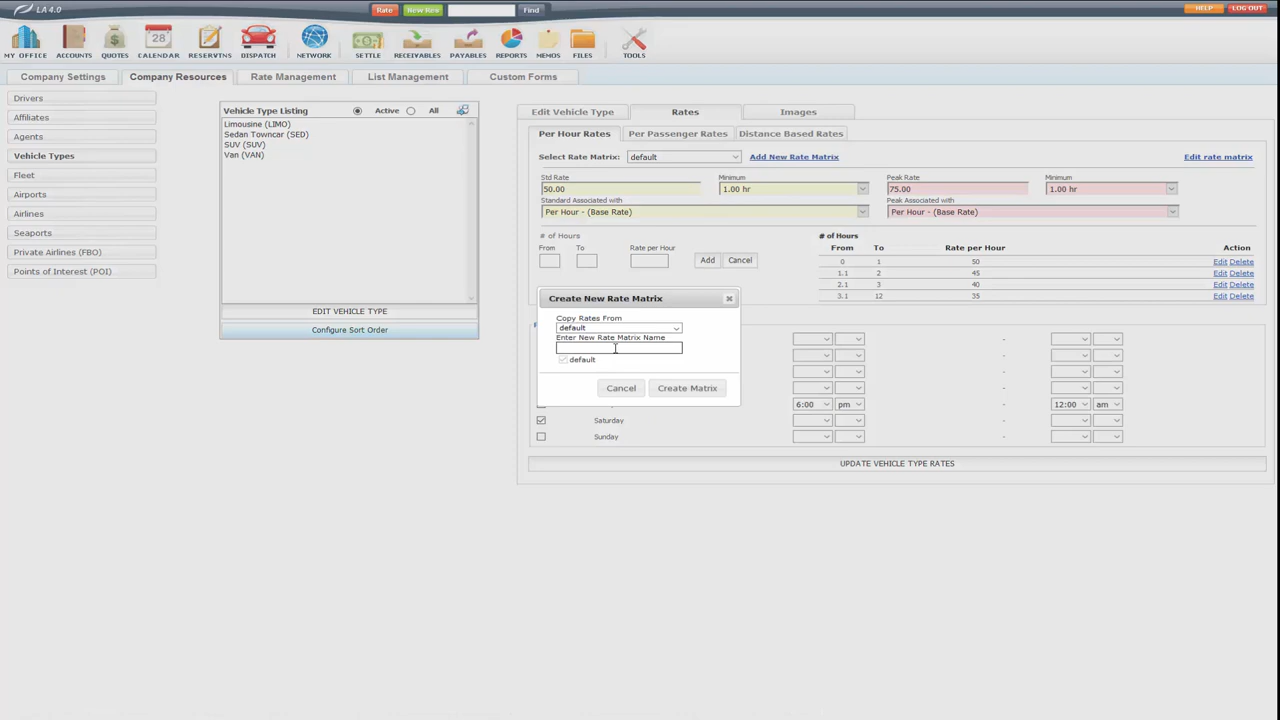 LA 4.0 Rate New Res Find HELP LOG OUT
28
MY OFFICE ACCOUNTS QUOTES CALENDAR RESERVTNS DISPATCH NETWORK SETTLE RECEIVABLES PAYABLES REPORTS MEMOS FILES TOOLS
Company Settings Company Resources Rate Management List Management Custom Forms
Drivers
Affiliates
Agents
Vehicle Types
Fleet
Airports
Airlines
Seaports
Private Airlines (FBO)
Points of Interest (POI)
Vehicle Type Listing Active All
Limousine (LIMO)
Sedan Towncar (SED)
SUV (SUV)
Van (VAN)
EDIT VEHICLE TYPE
Configure Sort Order
Edit Vehicle Type Rates Images
Per Hour Rates Per Passenger Rates Distance Based Rates
Select Rate Matrix: default Add New Rate Matrix Edit rate matrix
Std Rate Minimum Peak Rate Minimum
50.00 1.00 hr 75.00 1.00 hr
Standard Associated with Peak Associated with
Per Hour - (Base Rate) Per Hour - (Base Rate)
# of Hours # of Hours
From To Rate per Hour From To Rate per Hour Action
Add Cancel
0 1 50 Edit Delete
1.1 2 45 Edit Delete
2.1 3 40 Edit Delete
3.1 12 35 Edit Delete
Create New Rate Matrix
Copy Rates From
default
Enter New Rate Matrix Name
default
Cancel Create Matrix
-
-
-
-
6:00 pm - 12:00 am
Saturday -
Sunday -
UPDATE VEHICLE TYPE RATES